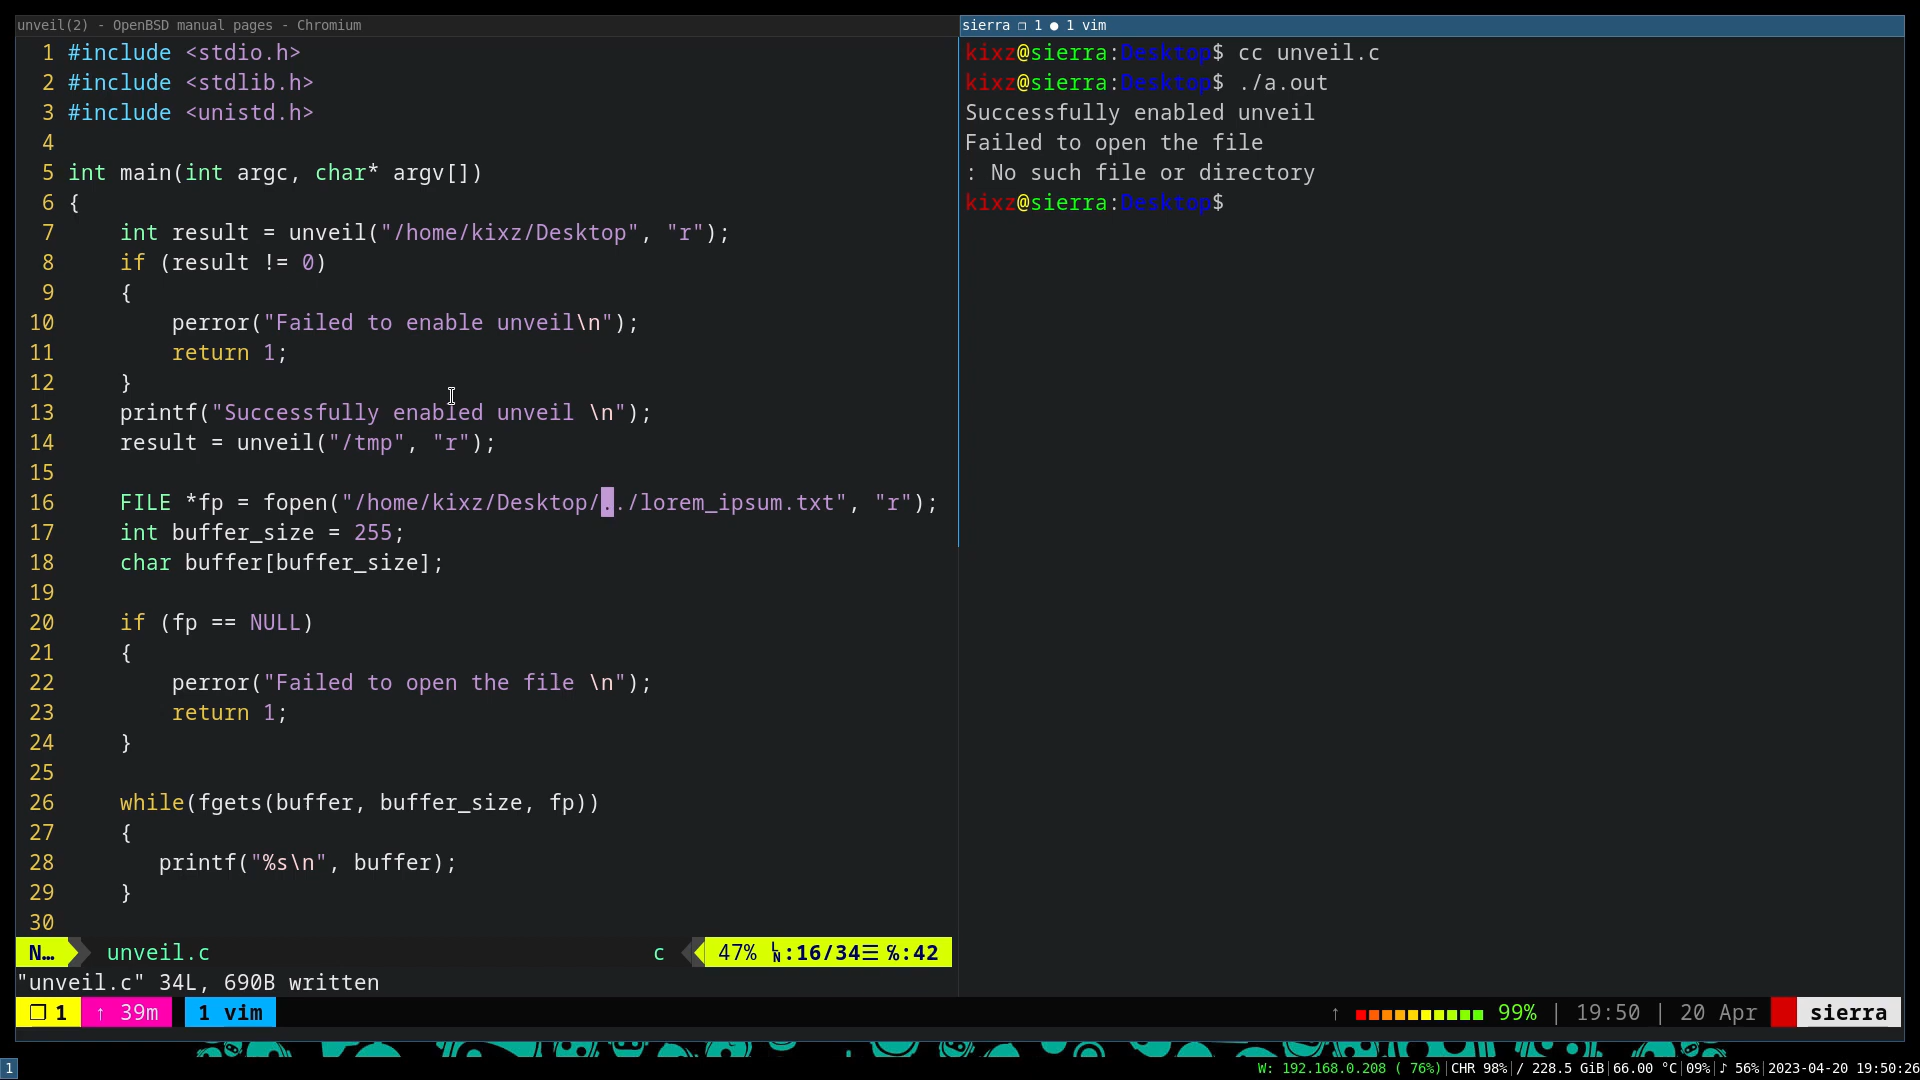 unveil(2) - OpenBSD manual pages - Chromium
sierra ❐ 1 ● 1 vim
1 #include <stdio.h>
2 #include <stdlib.h>
3 #include <unistd.h>
4
5 int main(int argc, char* argv[])
6 {
7     int result = unveil("/home/kixz/Desktop", "r");
8     if (result != 0)
9     {
10         perror("Failed to enable unveil\n");
11         return 1;
12     }
13     printf("Successfully enabled unveil \n");
14     result = unveil("/tmp", "r");
15
16     FILE *fp = fopen("/home/kixz/Desktop/../lorem_ipsum.txt", "r");
17     int buffer_size = 255;
18     char buffer[buffer_size];
19
20     if (fp == NULL)
21     {
22         perror("Failed to open the file \n");
23         return 1;
24     }
25
26     while(fgets(buffer, buffer_size, fp))
27     {
28        printf("%s\n", buffer);
29     }
30
N… unveil.c c 47% ␤:16/34☰ ℅:42
"unveil.c" 34L, 690B written
kixz@sierra:Desktop$ cc unveil.c
kixz@sierra:Desktop$ ./a.out
Successfully enabled unveil
Failed to open the file
: No such file or directory
kixz@sierra:Desktop$
❐ 1 ↑ 39m 1 vim ↑ 99% | 19:50 | 20 Apr sierra
1 W: 192.168.0.208 ( 76%)|CHR 98%|/ 228.5 GiB|66.00 °C|09%|♪ 56%|2023-04-20 19:50:26